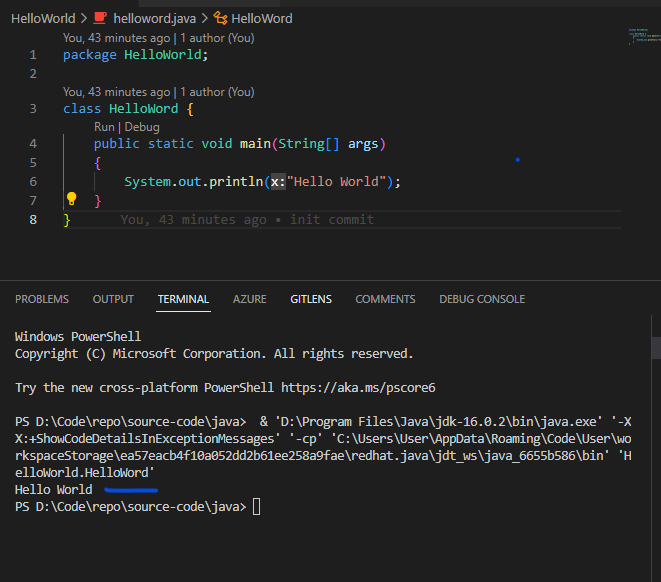 HelloWorld > helloword.java > HelloWord
You, 43 minutes ago | 1 author (You)
1 package HelloWorld;
2
You, 43 minutes ago | 1 author (You)
3 class HelloWord {
Run | Debug
4 public static void main(String[] args)
5 {
6 System.out.println(x:"Hello World");
7 }
8 } You, 43 minutes ago • init commit
PROBLEMS OUTPUT TERMINAL AZURE GITLENS COMMENTS DEBUG CONSOLE
Windows PowerShell
Copyright (C) Microsoft Corporation. All rights reserved.
Try the new cross-platform PowerShell https://aka.ms/pscore6
PS D:\Code\repo\source-code\java> & 'D:\Program Files\Java\jdk-16.0.2\bin\java.exe' '-X
X:+ShowCodeDetailsInExceptionMessages' '-cp' 'C:\Users\User\AppData\Roaming\Code\User\wo
rkspaceStorage\ea57eacb4f10a052dd2b61ee258a9fae\redhat.java\jdt_ws\java_6655b586\bin' 'H
elloWorld.HelloWord'
Hello World
PS D:\Code\repo\source-code\java>